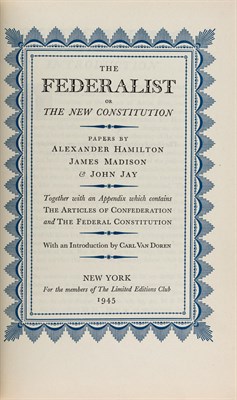 THE
FEDERALIST
OR
THE NEW CONSTITUTION
PAPERS BY
ALEXANDER HAMILTON
JAMES MADISON
& JOHN JAY
Together with an Appendix which contains
THE ARTICLES OF CONFEDERATION
and THE FEDERAL CONSTITUTION
With an Introduction by CARL VAN DOREN
NEW YORK
For the members of The Limited Editions Club
1945